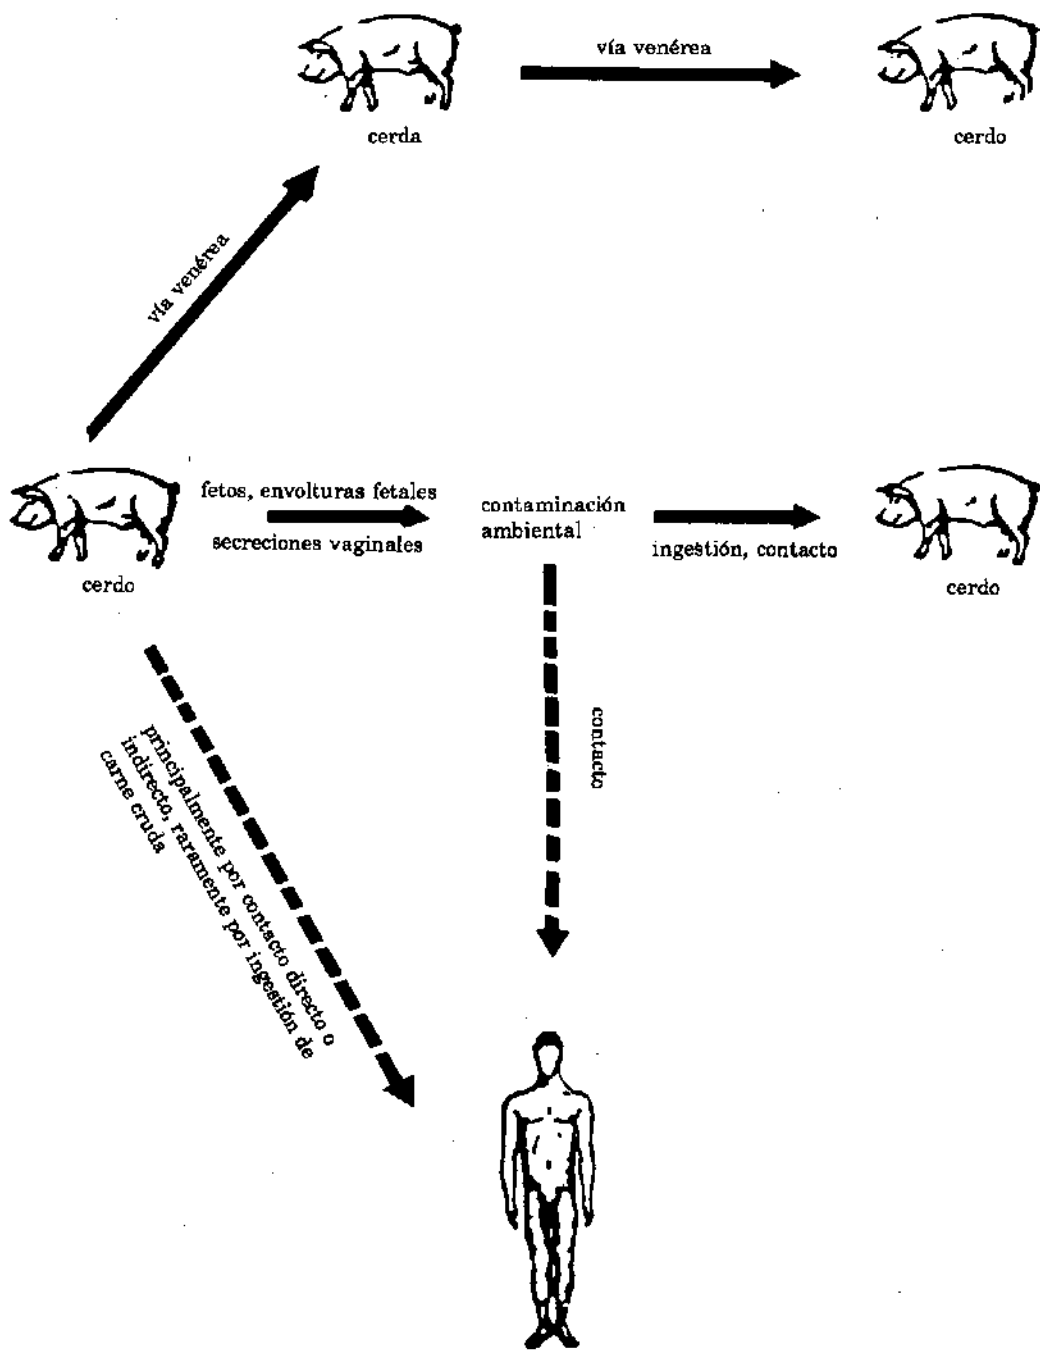 vía venérea
cerda
cerdo
vía venérea
fetos, envolturas fetales
secreciones vaginales
contaminación
ambiental
ingestión, contacto
cerdo
cerdo
contacto
principalmente por contacto directo o
indirecto, raramente por ingestión de
carne cruda